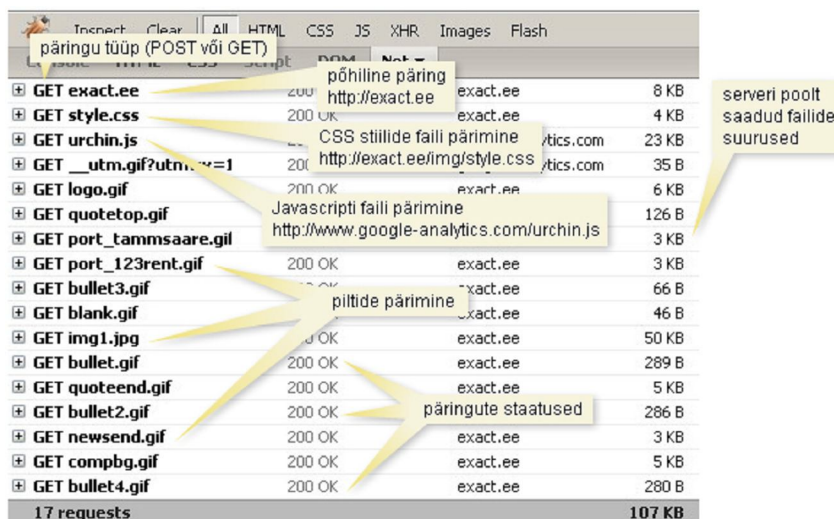 Inspect Clear All HTML CSS JS XHR Images Flash
päringu tüüp (POST või GET)
Net
põhiline päring
http://exact.ee
GET exact.ee 200 exact.ee 8 KB
GET style.css 200 OK exact.ee 4 KB
CSS stiilide faili pärimine
http://exact.ee/img/style.css
serveri poolt
saadud failide
suurused
GET urchin.js 23 KB
GET __utm.gif?utm 35 B
GET logo.gif 200 OK exact.ee 6 KB
Javascripti faili pärimine
http://www.google-analytics.com/urchin.js
GET quotetop.gif 126 B
GET port_tammsaare.gif 3 KB
GET port_123rent.gif 200 OK exact.ee 3 KB
GET bullet3.gif 200 OK exact.ee 66 B
piltide pärimine
GET blank.gif exact.ee 46 B
GET img1.jpg OK exact.ee 50 KB
GET bullet.gif 200 OK exact.ee 289 B
GET quoteend.gif 200 OK exact.ee 5 KB
päringute staatused
GET bullet2.gif 200 OK 286 B
GET newsend.gif 200 OK exact.ee 3 KB
GET compbg.gif 200 OK exact.ee 5 KB
GET bullet4.gif 200 OK exact.ee 280 B
17 requests 107 KB